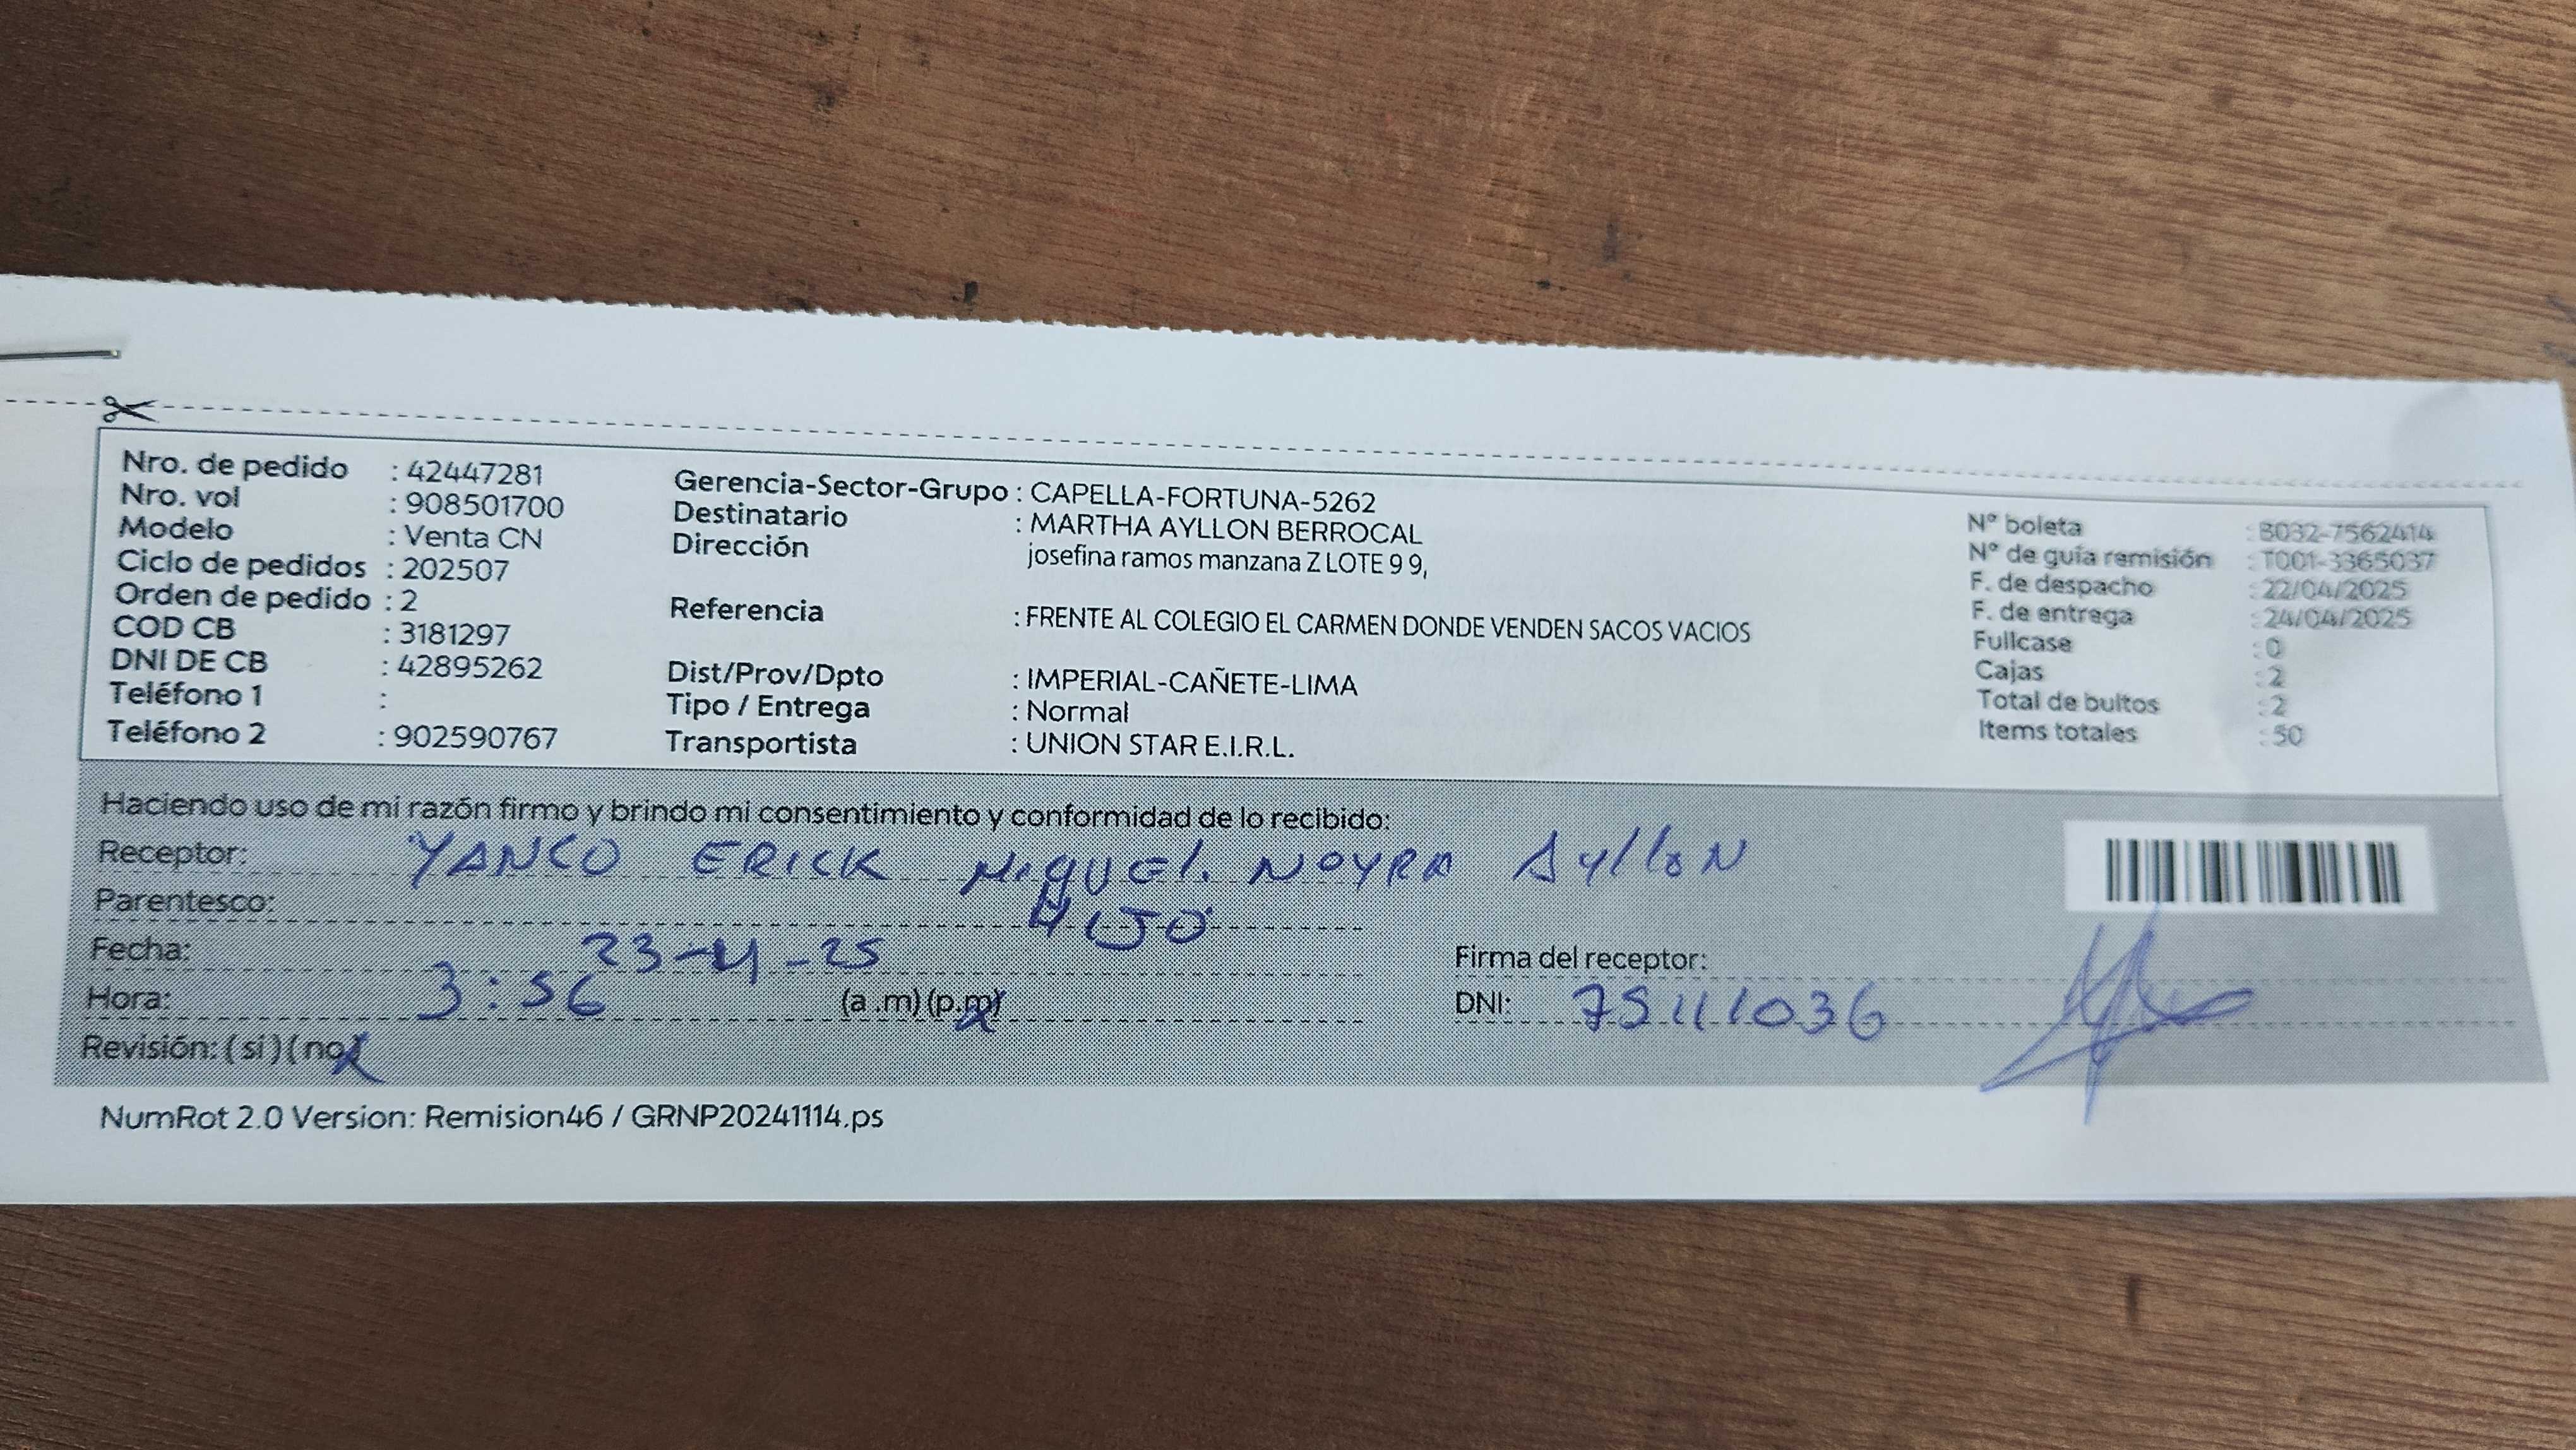 Nro. de pedido : 42447281
Nro. vol : 908501700
Modelo : Venta CN
Ciclo de pedidos : 202507
Orden de pedido : 2
COD CB : 3181297
DNI DE CB : 42895262
Teléfono 1 :
Teléfono 2 : 902590767
Gerencia-Sector-Grupo : CAPELLA-FORTUNA-5262
Destinatario : MARTHA AYLLON BERROCAL
Dirección josefina ramos manzana Z LOTE 9 9,
Referencia : FRENTE AL COLEGIO EL CARMEN DONDE VENDEN SACOS VACIOS
Dist/Prov/Dpto : IMPERIAL-CAÑETE-LIMA
Tipo / Entrega : Normal
Transportista : UNION STAR E.I.R.L.
N° boleta : B032-7562414
N° de guía remisión : T001-3365037
F. de despacho : 22/04/2025
F. de entrega : 24/04/2025
Fullcase : 0
Cajas : 2
Total de bultos : 2
Items totales : 50
Haciendo uso de mi razón firmo y brindo mi consentimiento y conformidad de lo recibido:
Receptor: YANCO ERICK MiqUEl. NOYRA Ayllon
Parentesco: HIJO
Fecha: 23-4-25
Hora: 3:56 (a .m) (p.m)
Revisión: ( si ) ( no )
Firma del receptor:
DNI: 75111036
NumRot 2.0 Version: Remision46 / GRNP20241114.ps